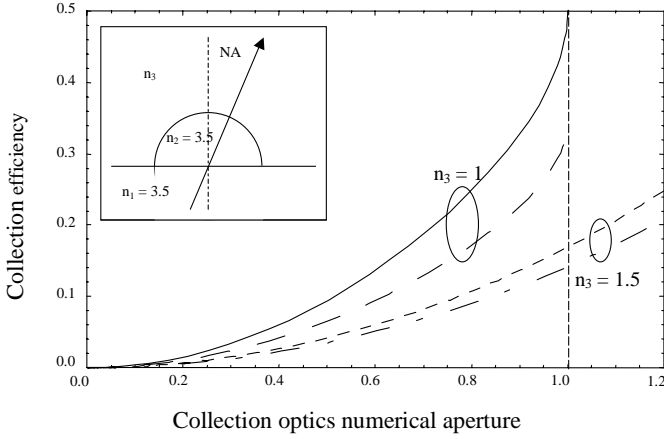 0.5
0.4
0.3
0.2
0.1
0.0
Collection efficiency
NA
n3
n2 = 3.5
n1 = 3.5
n3 = 1
n3 = 1.5
0.0 0.2 0.4 0.6 0.8 1.0 1.2
Collection optics numerical aperture